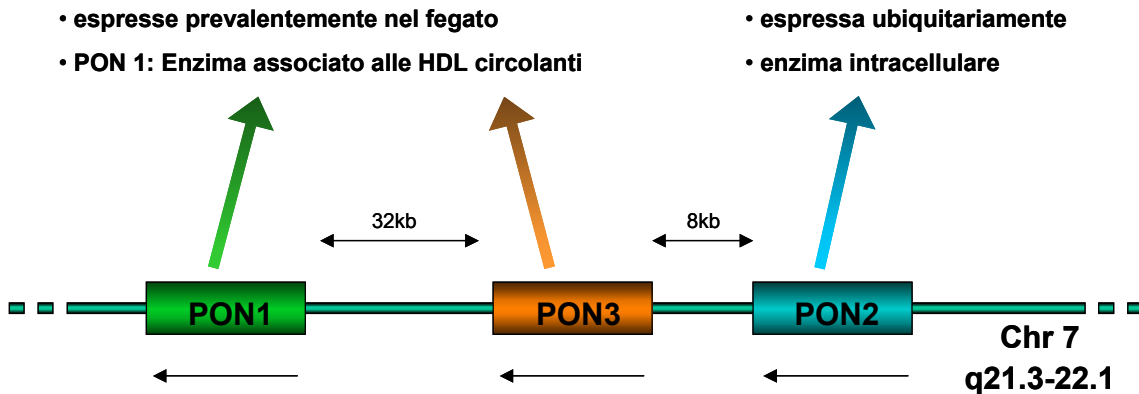 • espresse prevalentemente nel fegato
• PON 1: Enzima associato alle HDL circolanti
• espressa ubiquitariamente
• enzima intracellulare
32kb
8kb
PON1
PON3
PON2
Chr 7
q21.3-22.1